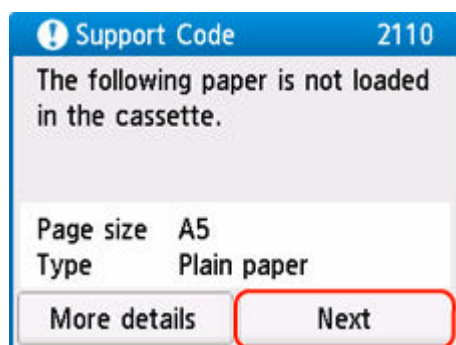 Support Code 2110
The following paper is not loaded
in the cassette.
Page size A5
Type Plain paper
More details Next